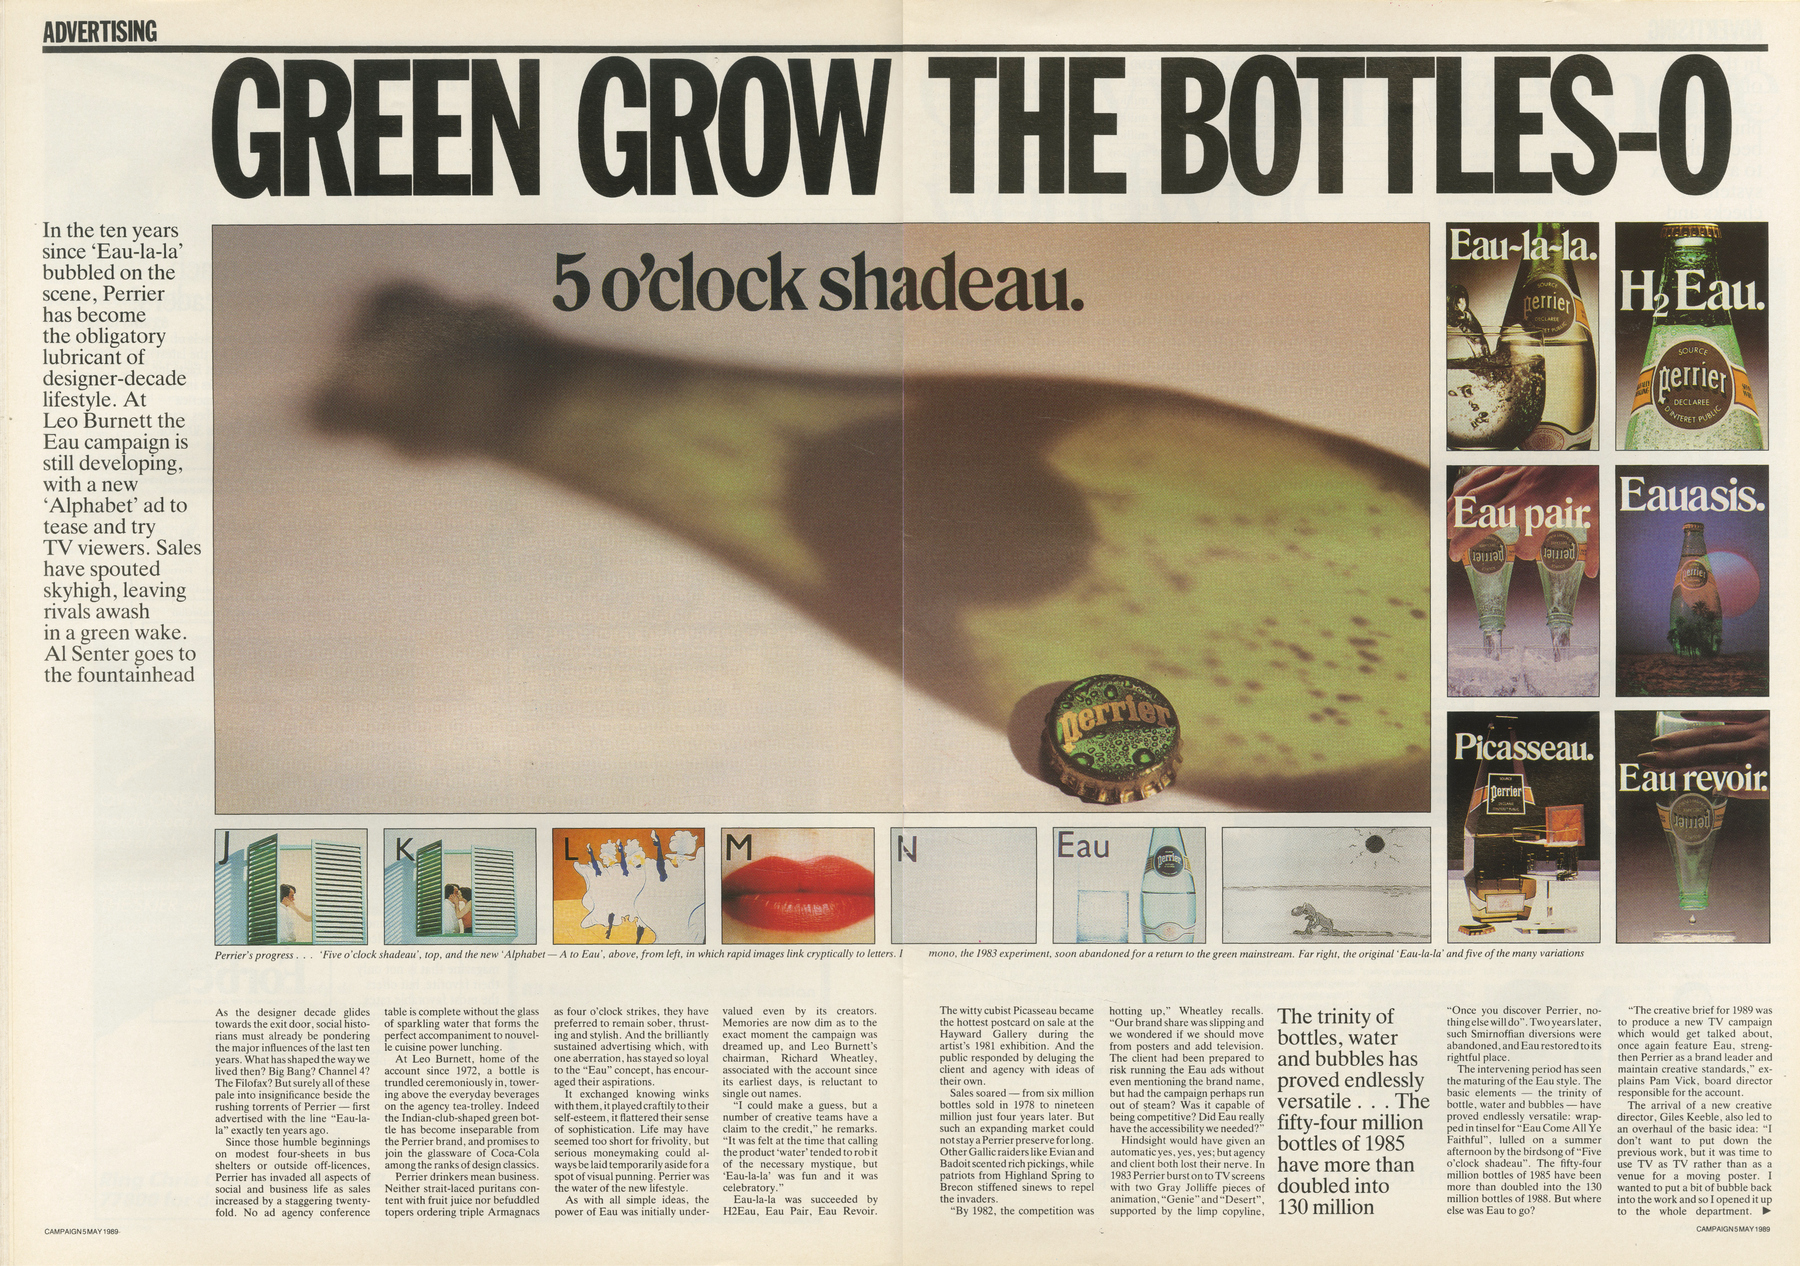 ADVERTISING
GREEN GROW THE BOTTLES-O
In the ten years
since ‘Eau-la-la’
bubbled on the
scene, Perrier
has become
the obligatory
lubricant of
designer-decade
lifestyle. At
Leo Burnett the
Eau campaign is
still developing,
with a new
‘Alphabet’ ad to
tease and try
TV viewers. Sales
have spouted
skyhigh, leaving
rivals awash
in a green wake.
Al Senter goes to
the fountainhead
5 o’clock shadeau.
perrier
Eau-la-la.
SOURCE
perrier
DECLAREE
H2 Eau.
SOURCE
perrier
DECLAREE
D'INTERET PUBLIC
Eau pair.
perrier
perrier
Eauasis.
perrier
Picasseau.
SOURCE
perrier
Eau revoir.
perrier
J
K
L
M
N
Eau
perrier
Perrier’s progress . . . ‘Five o’clock shadeau’, top, and the new ‘Alphabet — A to Eau’, above, from left, in which rapid images link cryptically to letters. I
mono, the 1983 experiment, soon abandoned for a return to the green mainstream. Far right, the original ‘Eau-la-la’ and five of the many variations
As the designer decade glides
towards the exit door, social histo-
rians must already be pondering
the major influences of the last ten
years. What has shaped the way we
lived then? Big Bang? Channel 4?
The Filofax? But surely all of these
pale into insignificance beside the
rushing torrents of Perrier — first
advertised with the line “Eau-la-
la” exactly ten years ago.
Since those humble beginnings
on modest four-sheets in bus
shelters or outside off-licences,
Perrier has invaded all aspects of
social and business life as sales
increased by a staggering twenty-
fold. No ad agency conference
table is complete without the glass
of sparkling water that forms the
perfect accompaniment to nouvel-
le cuisine power lunching.
At Leo Burnett, home of the
account since 1972, a bottle is
trundled ceremoniously in, tower-
ing above the everyday beverages
on the agency tea-trolley. Indeed
the Indian-club-shaped green bot-
tle has become inseparable from
the Perrier brand, and promises to
join the glassware of Coca-Cola
among the ranks of design classics.
Perrier drinkers mean business.
Neither strait-laced puritans con-
tent with fruit juice nor befuddled
topers ordering triple Armagnacs
as four o’clock strikes, they have
preferred to remain sober, thrust-
ing and stylish. And the brilliantly
sustained advertising which, with
one aberration, has stayed so loyal
to the “Eau” concept, has encour-
aged their aspirations.
It exchanged knowing winks
with them, it played craftily to their
self-esteem, it flattered their sense
of sophistication. Life may have
seemed too short for frivolity, but
serious moneymaking could al-
ways be laid temporarily aside for a
spot of visual punning. Perrier was
the water of the new lifestyle.
As with all simple ideas, the
power of Eau was initially under-
valued even by its creators.
Memories are now dim as to the
exact moment the campaign was
dreamed up, and Leo Burnett’s
chairman, Richard Wheatley,
associated with the account since
its earliest days, is reluctant to
single out names.
“I could make a guess, but a
number of creative teams have a
claim to the credit,” he remarks.
“It was felt at the time that calling
the product ‘water’ tended to rob it
of the necessary mystique, but
‘Eau-la-la’ was fun and it was
celebratory.”
Eau-la-la was succeeded by
H2Eau, Eau Pair, Eau Revoir.
The witty cubist Picasseau became
the hottest postcard on sale at the
Hayward Gallery during the
artist’s 1981 exhibition. And the
public responded by deluging the
client and agency with ideas of
their own.
Sales soared — from six million
bottles sold in 1978 to nineteen
million just four years later. But
such an expanding market could
not stay a Perrier preserve for long.
Other Gallic raiders like Evian and
Badoit scented rich pickings, while
patriots from Highland Spring to
Brecon stiffened sinews to repel
the invaders.
“By 1982, the competition was
hotting up,” Wheatley recalls.
“Our brand share was slipping and
we wondered if we should move
from posters and add television.
The client had been prepared to
risk running the Eau ads without
even mentioning the brand name,
but had the campaign perhaps run
out of steam? Was it capable of
being competitive? Did Eau really
have the accessibility we needed?”
Hindsight would have given an
automatic yes, yes, yes; but agency
and client both lost their nerve. In
1983 Perrier burst on to TV screens
with two Gray Jolliffe pieces of
animation, “Genie” and “Desert”,
supported by the limp copyline,
The trinity of
bottles, water
and bubbles has
proved endlessly
versatile . . . The
fifty-four million
bottles of 1985
have more than
doubled into
130 million
“Once you discover Perrier, no-
thing else will do”. Two years later,
such Smirnoffian diversions were
abandoned, and Eau restored to its
rightful place.
The intervening period has seen
the maturing of the Eau style. The
basic elements — the trinity of
bottle, water and bubbles — have
proved endlessly versatile: wrap-
ped in tinsel for “Eau Come All Ye
Faithful”, lulled on a summer
afternoon by the birdsong of “Five
o’clock shadeau”. The fifty-four
million bottles of 1985 have been
more than doubled into the 130
million bottles of 1988. But where
else was Eau to go?
“The creative brief for 1989 was
to produce a new TV campaign
which would get talked about,
once again feature Eau, streng-
then Perrier as a brand leader and
maintain creative standards,” ex-
plains Pam Vick, board director
responsible for the account.
The arrival of a new creative
director, Giles Keeble, also led to
an overhaul of the basic idea: “I
don’t want to put down the
previous work, but it was time to
use TV as TV rather than as a
venue for a moving poster. I
wanted to put a bit of bubble back
into the work and so I opened it up
to the whole department. ▶
CAMPAIGN 5 MAY 1989
CAMPAIGN 5 MAY 1989